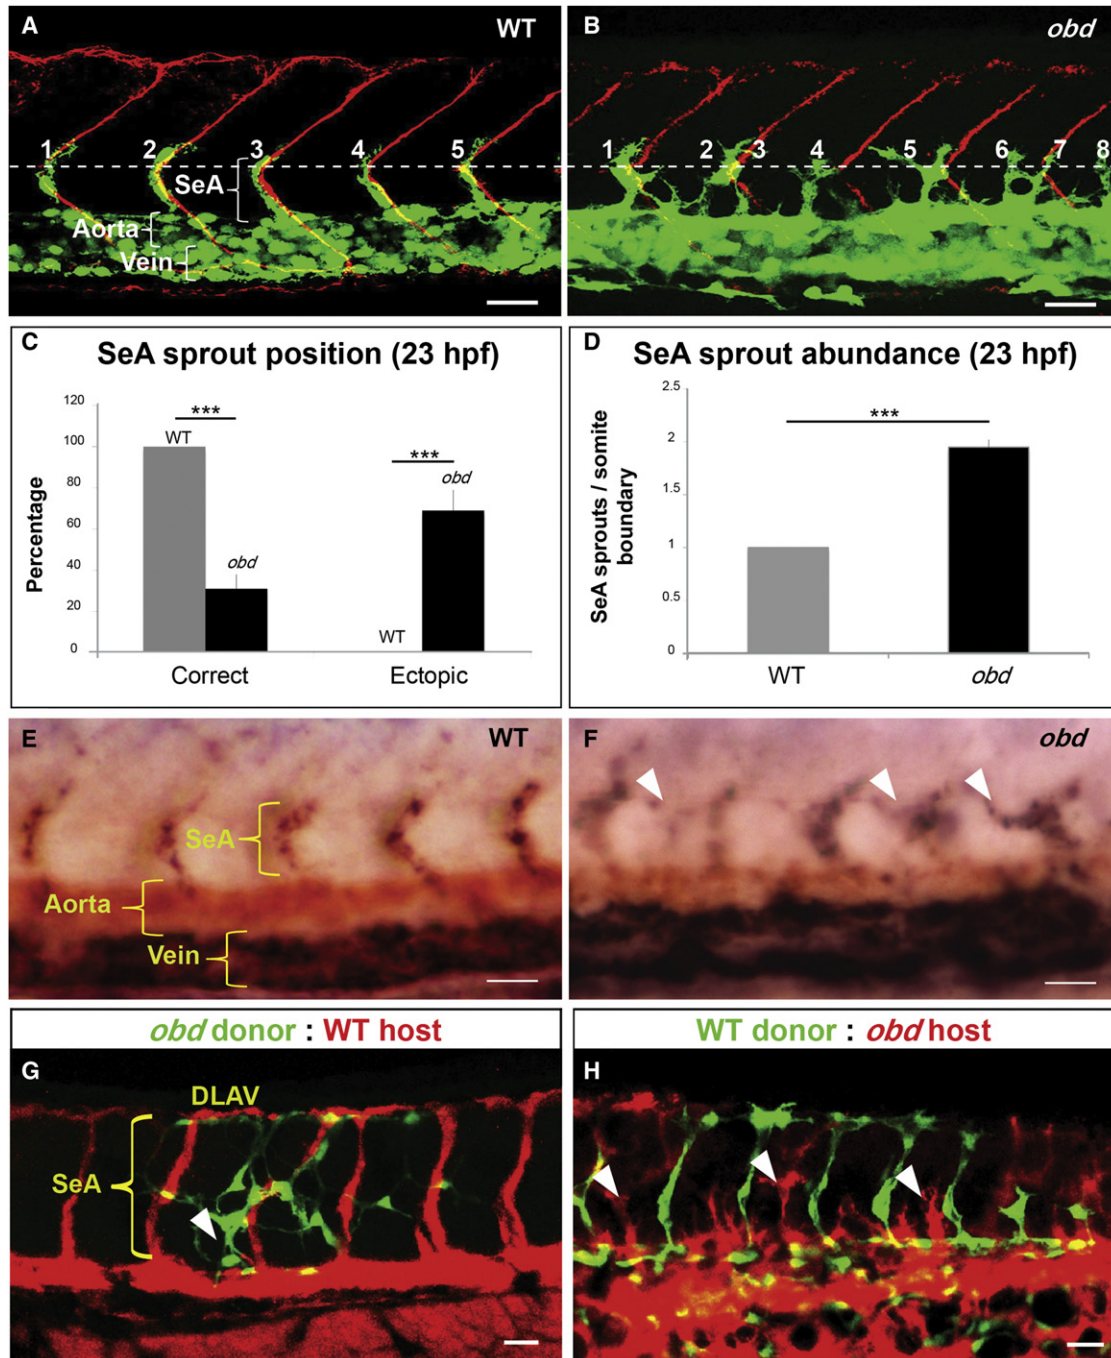 A
WT
1
2
3
4
5
SeA
Aorta
Vein
B
obd
1
2
3
4
5
6
7
8
C
SeA sprout position (23 hpf)
Percentage
120
100
80
60
40
20
0
***
WT
obd
***
obd
WT
Correct
Ectopic
D
SeA sprout abundance (23 hpf)
SeA sprouts / somite
boundary
2.5
2
1.5
1
0.5
0
***
WT
obd
E
WT
SeA
Aorta
Vein
F
obd
obd donor : WT host
G
DLAV
SeA
WT donor : obd host
H